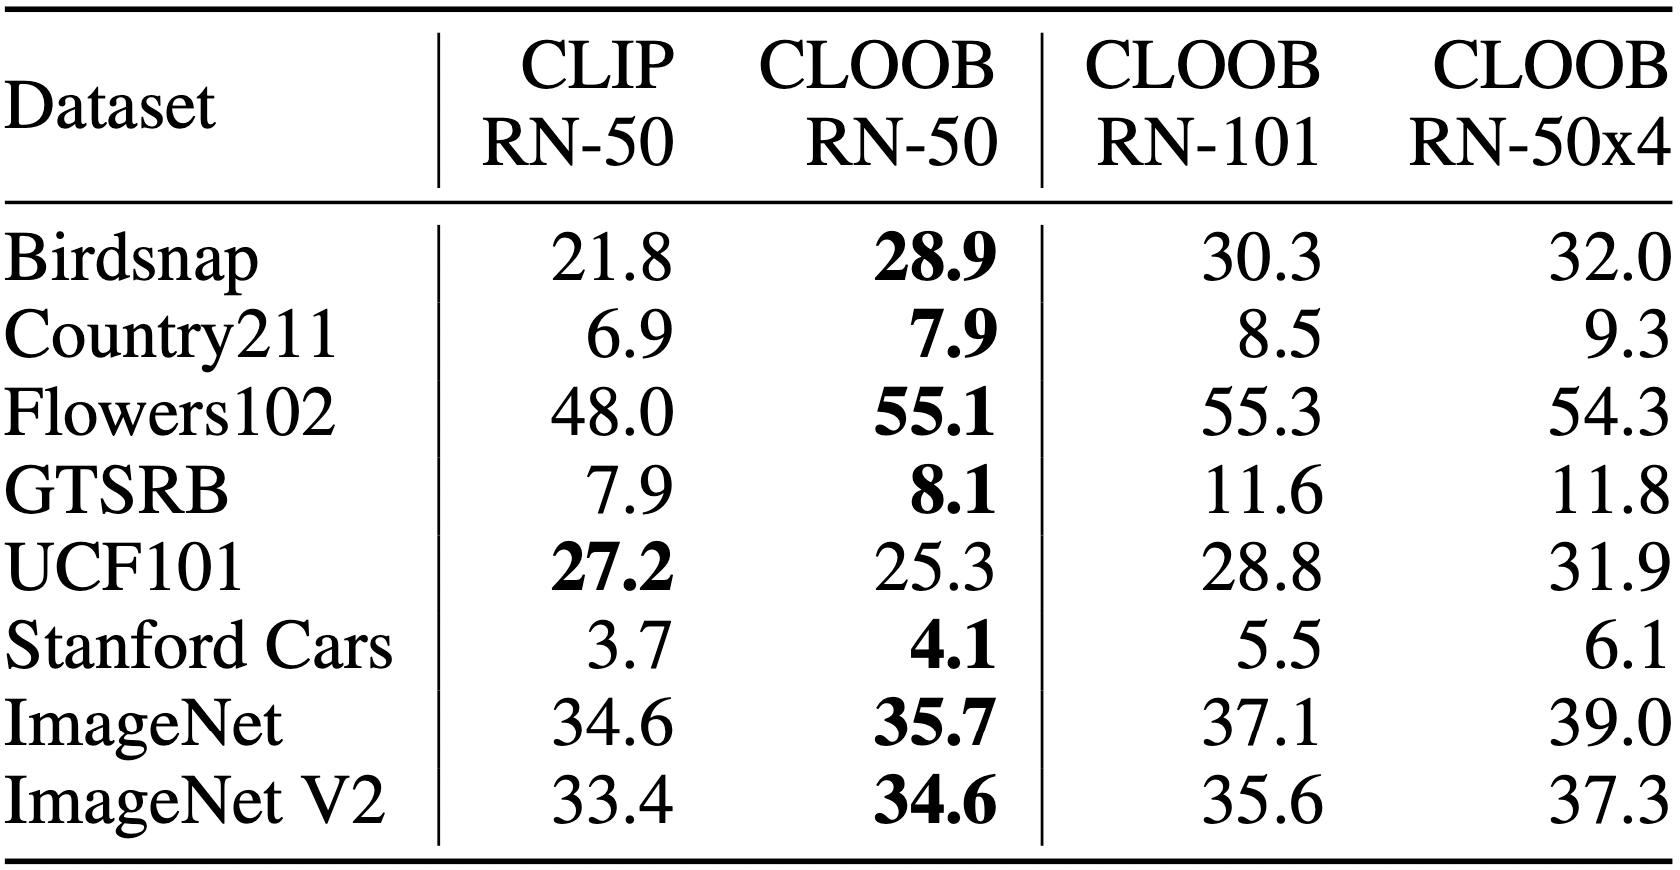 Dataset CLIP RN-50 CLOOB RN-50 CLOOB RN-101 CLOOB RN-50x4
Birdsnap 21.8 28.9 30.3 32.0
Country211 6.9 7.9 8.5 9.3
Flowers102 48.0 55.1 55.3 54.3
GTSRB 7.9 8.1 11.6 11.8
UCF101 27.2 25.3 28.8 31.9
Stanford Cars 3.7 4.1 5.5 6.1
ImageNet 34.6 35.7 37.1 39.0
ImageNet V2 33.4 34.6 35.6 37.3